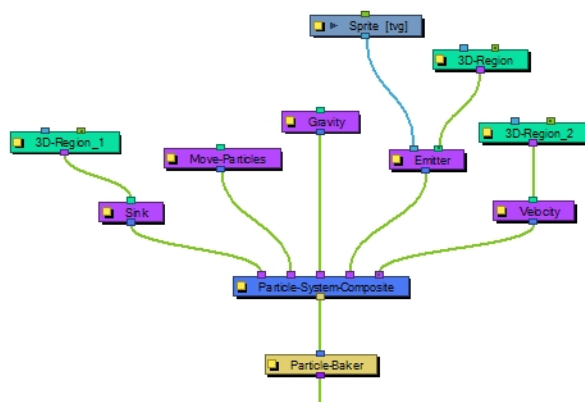 Sprite [tvg]
3D-Region
Gravity
3D-Region_1
3D-Region_2
Move-Particles
Emitter
Sink
Velocity
Particle-System-Composite
Particle-Baker